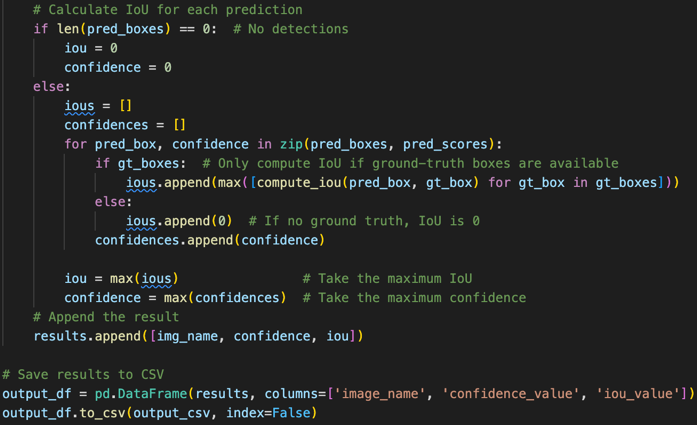 # Calculate IoU for each prediction
if len(pred_boxes) == 0:  # No detections
    iou = 0
    confidence = 0
else:
    ious = []
    confidences = []
    for pred_box, confidence in zip(pred_boxes, pred_scores):
        if gt_boxes:  # Only compute IoU if ground-truth boxes are available
            ious.append(max([compute_iou(pred_box, gt_box) for gt_box in gt_boxes]))
        else:
            ious.append(0)  # If no ground truth, IoU is 0
        confidences.append(confidence)

    iou = max(ious)                # Take the maximum IoU
    confidence = max(confidences)  # Take the maximum confidence
# Append the result
results.append([img_name, confidence, iou])

# Save results to CSV
output_df = pd.DataFrame(results, columns=['image_name', 'confidence_value', 'iou_value'])
output_df.to_csv(output_csv, index=False)